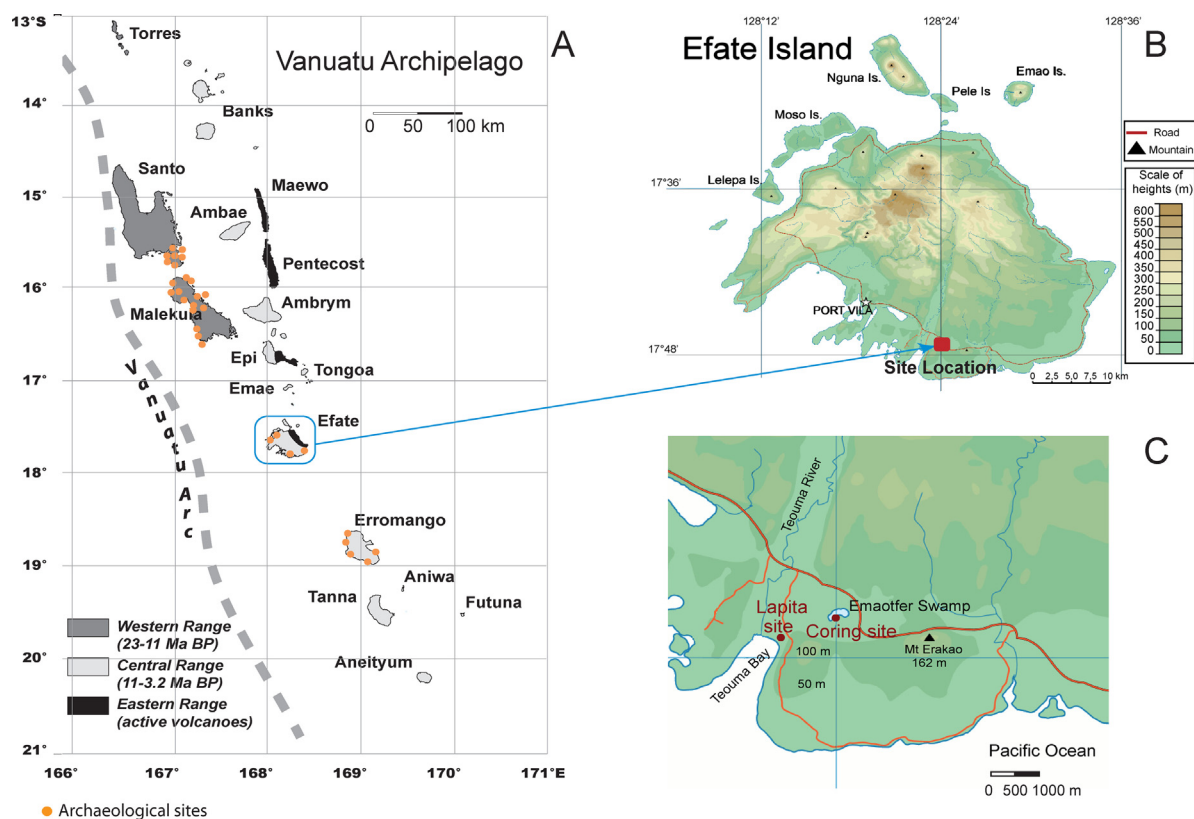 A
Vanuatu Archipelago
0 50 100 km
13°S
14°
15°
16°
17°
18°
19°
20°
21°
166°
167°
168°
169°
170°
171°E
Torres
Banks
Santo
Maewo
Ambae
Pentecost
Ambrym
Malekula
Epi
Tongoa
Emae
Efate
Vanuatu Arc
Erromango
Aniwa
Tanna
Futuna
Aneityum
Western Range
(23-11 Ma BP)
Central Range
(11-3.2 Ma BP)
Eastern Range
(active volcanoes)
Archaeological sites
B
Efate Island
128°12'
128°24'
128°36'
17°36'
17°48'
Nguna Is.
Pele Is
Emao Is.
Moso Is.
Lelepa Is.
PORT VILA
Site Location
0 2,5 5 7,5 10 km
Road
Mountain
Scale of
heights (m)
600
550
500
450
400
350
300
250
200
150
100
50
0
C
Teouma River
Lapita
site
Emaotfer Swamp
Coring site
Mt Erakao
162 m
100 m
50 m
Teouma Bay
Pacific Ocean
0 500 1000 m